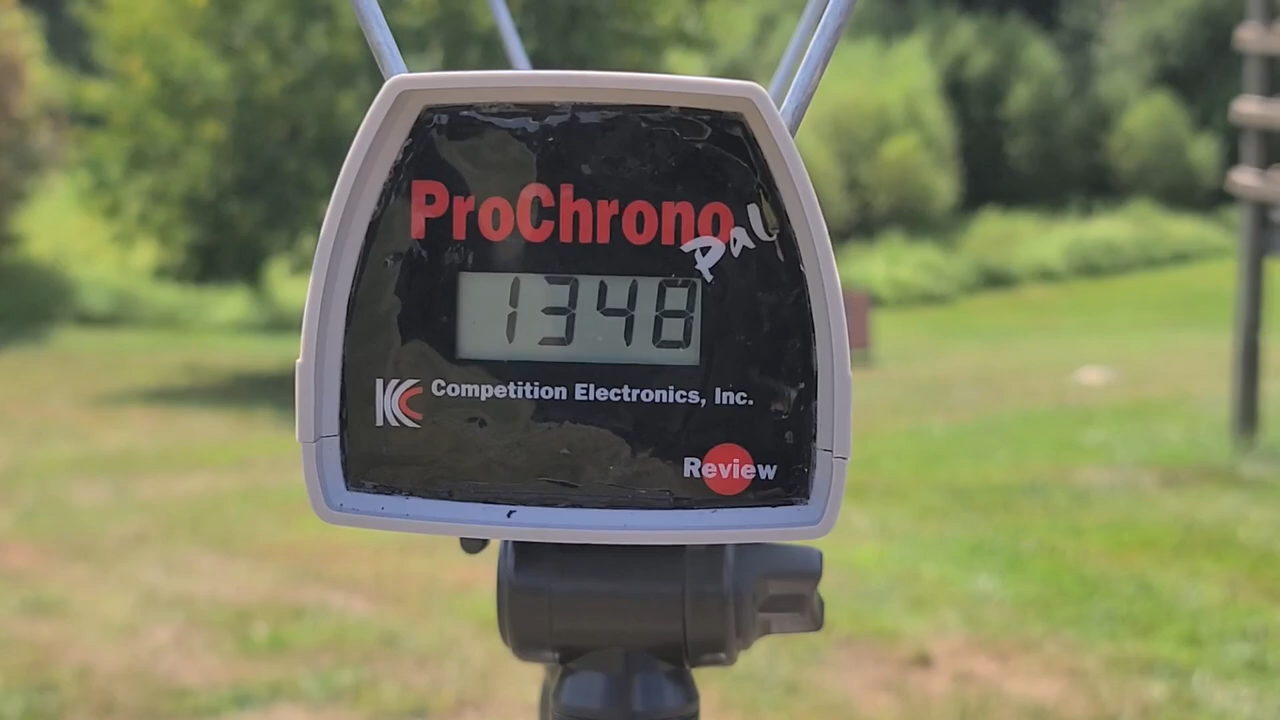 ProChrono
Pal
1348
Competition Electronics, Inc.
Review